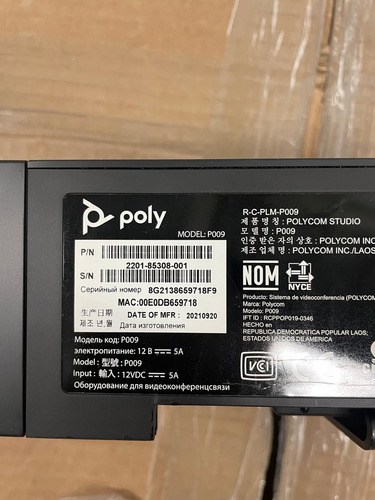 poly
MODEL: P009
P/N
2201-85308-001
S/N
Серийный номер 8G2138659718F9
MAC:00E0DB659718
生产日期
제조 년.월 DATE OF MFR : 20210920
Дата изготовления
Модель код: P009
электропитание: 12 В ⎓ 5A
Model : 型號: P009
Input : 輸入: 12VDC ⎓ 5A
Оборудование для видеоконференцсвязи
R-C-PLM-P009
제품 명칭 : POLYCOM STUDIO
모델 명 : P009
인증 받은 자의 상호 : POLYCOM INC
제조자/제조국가 : POLYCOM INC./LAOS
NOM
NYCE
Producto: Sistema de videoconferencia (POLYCOM
Marca: Polycom
Modelo: P009
IFT ID : RCPPPO19-0346
HECHO en
REPUBLICA DEMOCRATICA POPULAR LAOS;
ESTADOS UNIDOS DE AMERICA
VCI